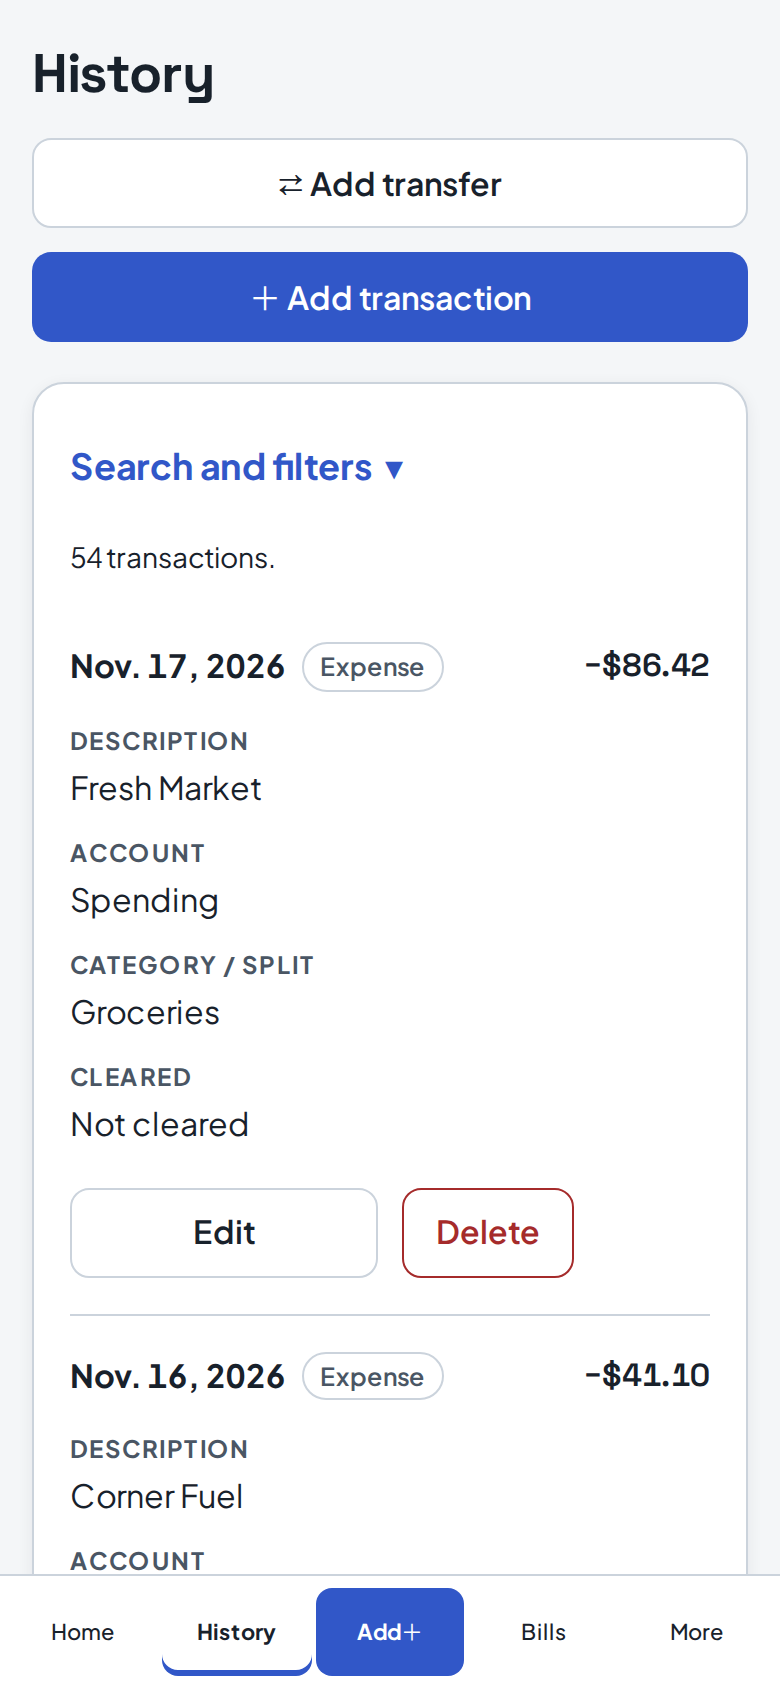 History
⇄ Add transfer
+ Add transaction
Search and filters ▼
54 transactions.
Nov. 17, 2026 Expense -$86.42
DESCRIPTION
Fresh Market
ACCOUNT
Spending
CATEGORY / SPLIT
Groceries
CLEARED
Not cleared
Edit Delete
Nov. 16, 2026 Expense -$41.10
DESCRIPTION
Corner Fuel
ACCOUNT
Home History Add+ Bills More